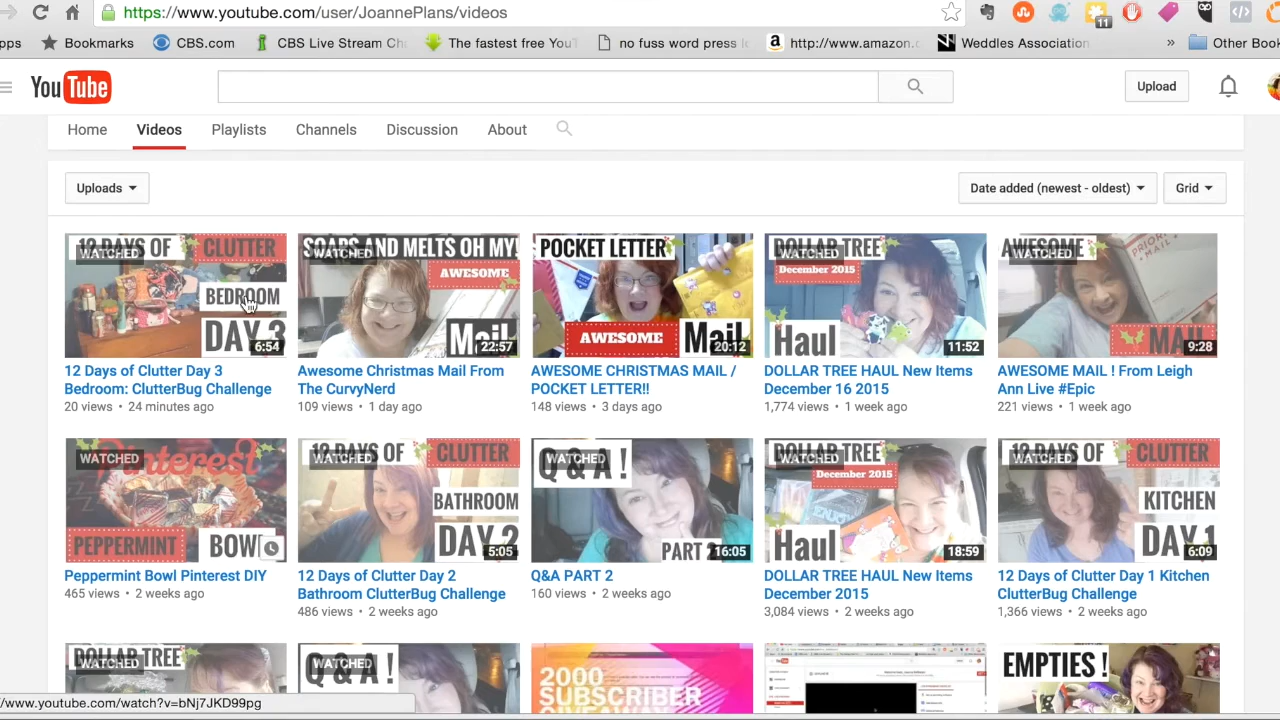 https://www.youtube.com/user/JoannePlans/videos
11
pps Bookmarks CBS.com CBS Live Stream Ch The fastest free You no fuss word press http://www.amazon.c Weddles Association » Other Book
YouTube Upload
Home Videos Playlists Channels Discussion About
Uploads Date added (newest - oldest) Grid
12 DAYS OF CLUTTER
WATCHED
BEDROOM
DAY 3
6:54
SOAPS AND MELTS OH MY!
WATCHED
AWESOME
Mail
22:57
POCKET LETTER
AWESOME Mail
20:12
DOLLAR TREE
WATCHED
December 2015
Haul
11:52
AWESOME
WATCHED
PRIORITY
MAIL
9:28
12 Days of Clutter Day 3
Bedroom: ClutterBug Challenge
20 views • 24 minutes ago
Awesome Christmas Mail From
The CurvyNerd
109 views • 1 day ago
AWESOME CHRISTMAS MAIL /
POCKET LETTER!!
148 views • 3 days ago
DOLLAR TREE HAUL New Items
December 16 2015
1,774 views • 1 week ago
AWESOME MAIL ! From Leigh
Ann Live #Epic
221 views • 1 week ago
Pinterest
WATCHED
PEPPERMINT BOWL
12 DAYS OF CLUTTER
WATCHED
BATHROOM
DAY 2
5:05
Q&A !
WATCHED
PART 2
16:05
DOLLAR TREE
WATCHED
December 2015
Haul
18:59
12 DAYS OF CLUTTER
WATCHED
KITCHEN
DAY 1
6:09
Peppermint Bowl Pinterest DIY
465 views • 2 weeks ago
12 Days of Clutter Day 2
Bathroom ClutterBug Challenge
486 views • 2 weeks ago
Q&A PART 2
160 views • 2 weeks ago
DOLLAR TREE HAUL New Items
December 2015
3,084 views • 2 weeks ago
12 Days of Clutter Day 1 Kitchen
ClutterBug Challenge
1,366 views • 2 weeks ago
DOLLAR TREE
WATCHED
Q & A
WATCHED
000
SUBSCRIBER
EMPTIES !